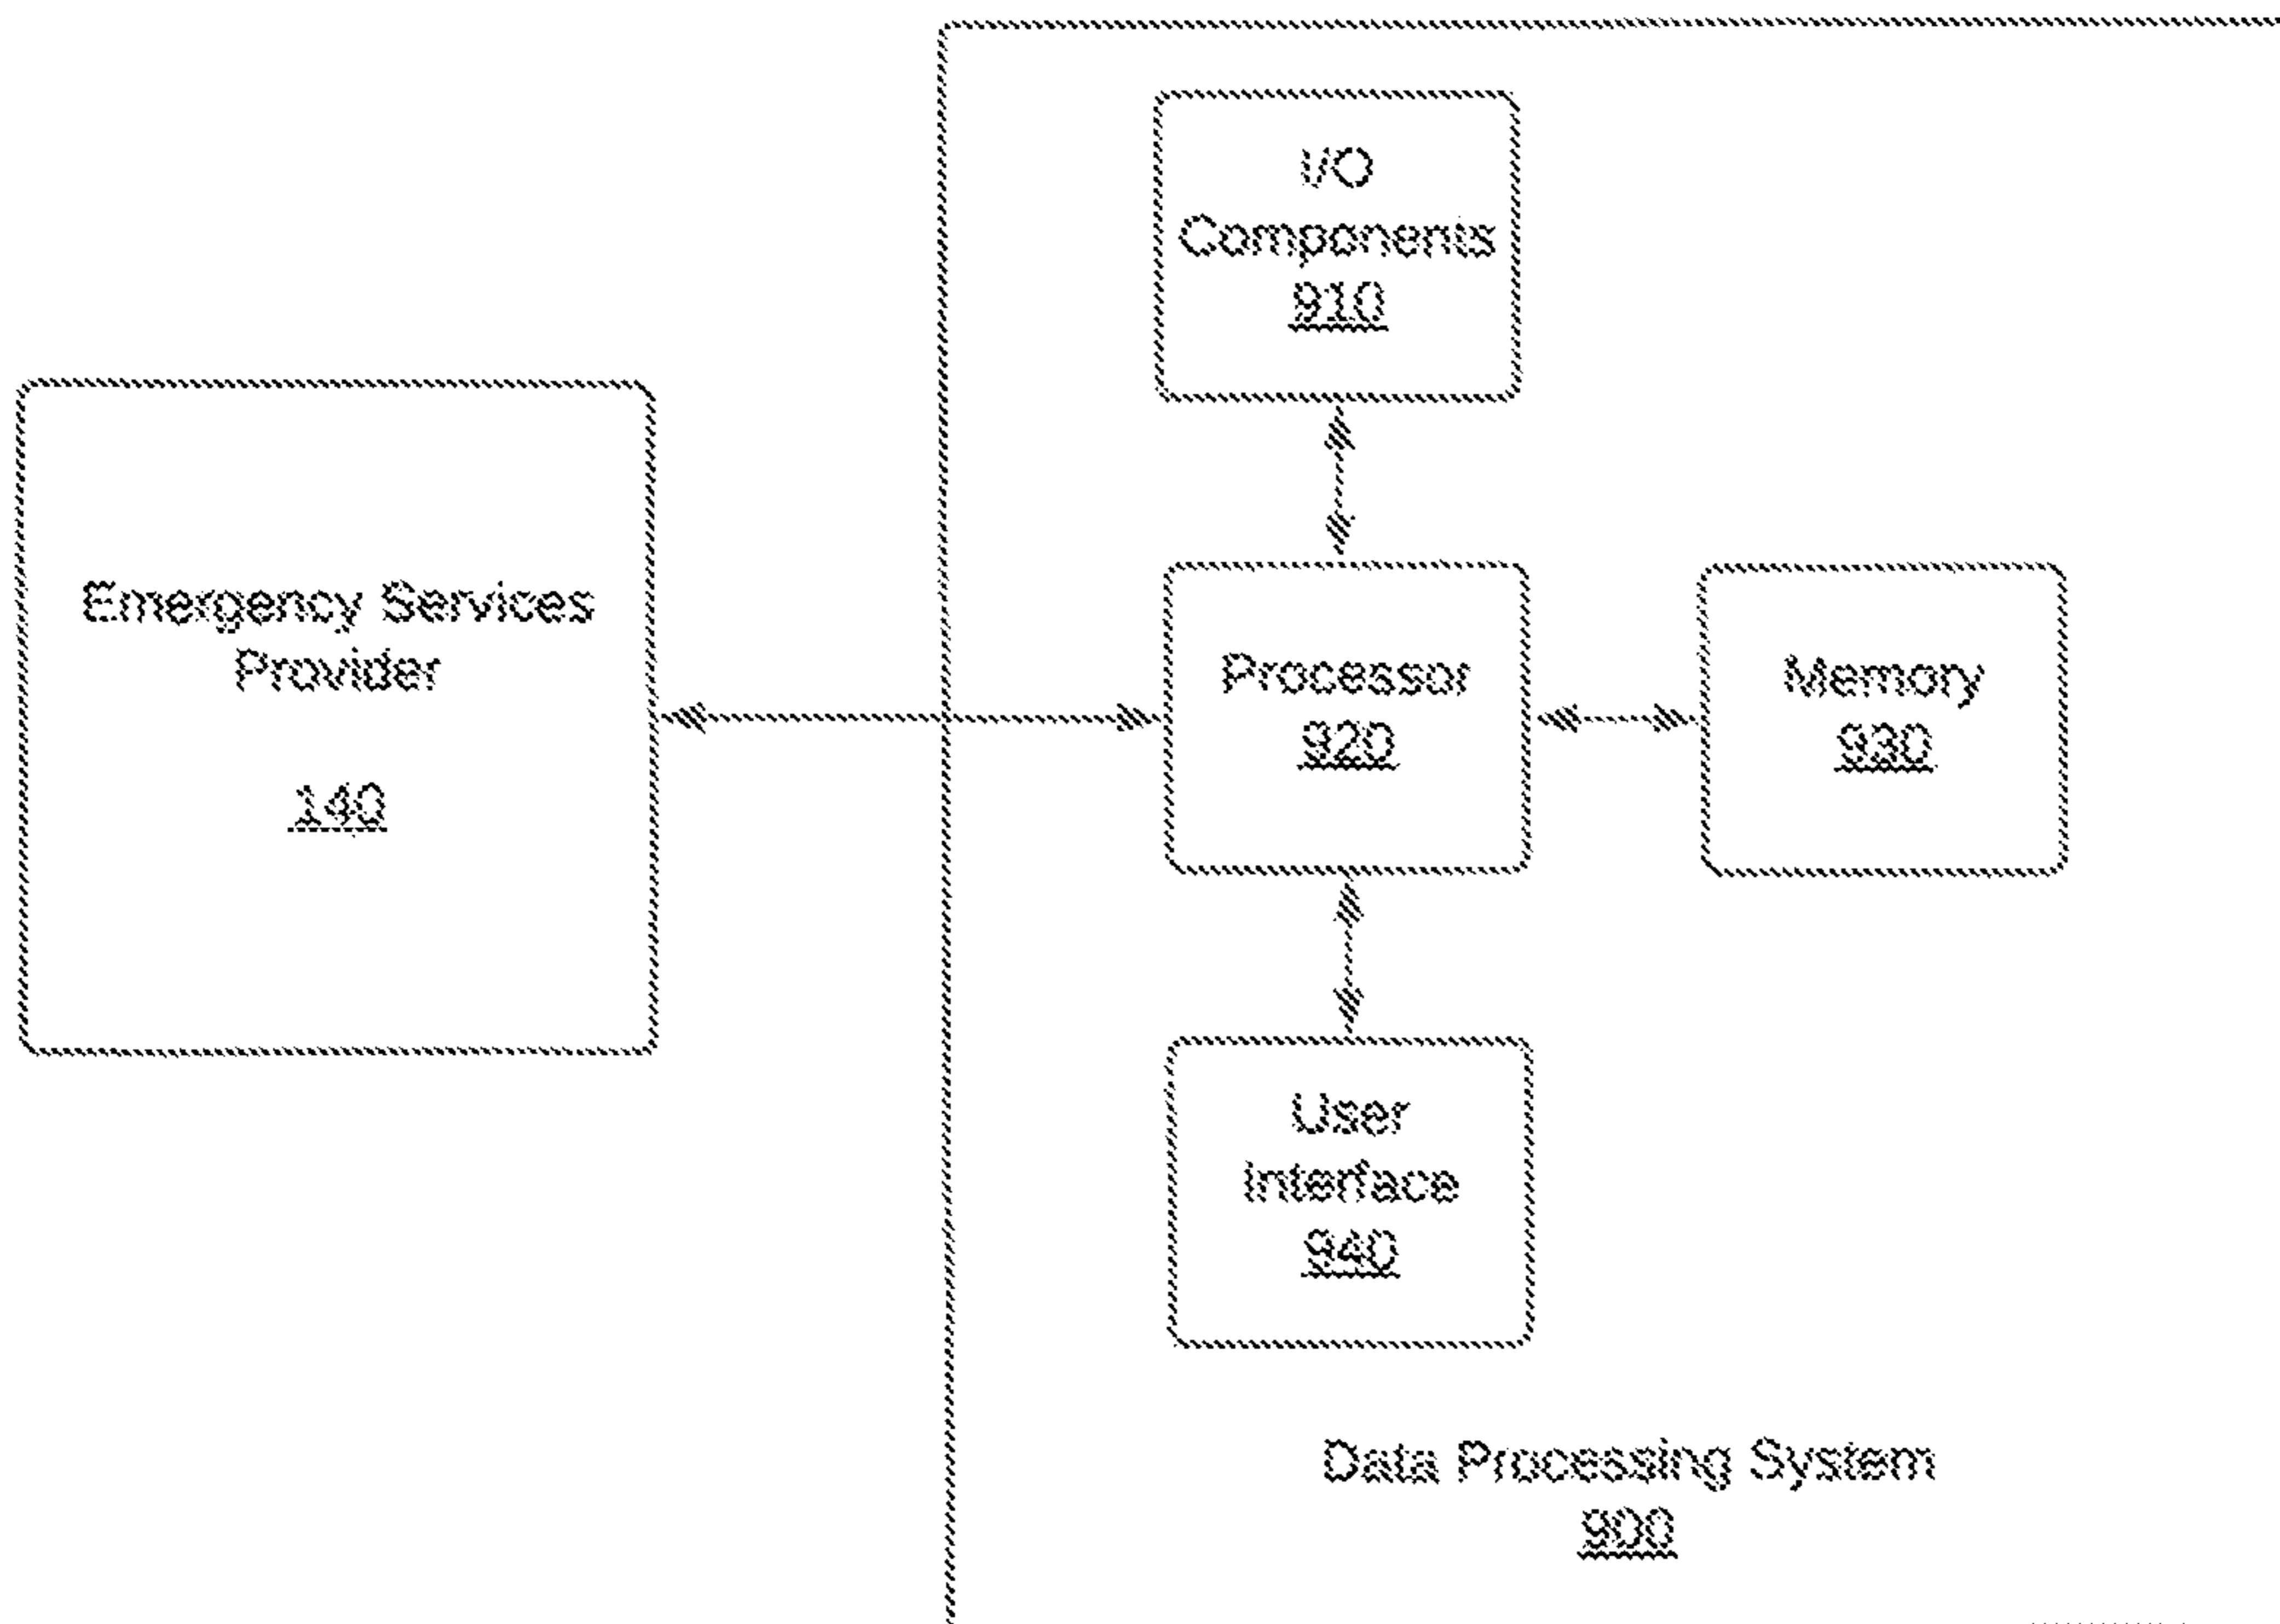 I/O
Components
910
Emergency Services
Provider
140
Processor
920
Memory
930
User
Interface
940
Data Processing System
900